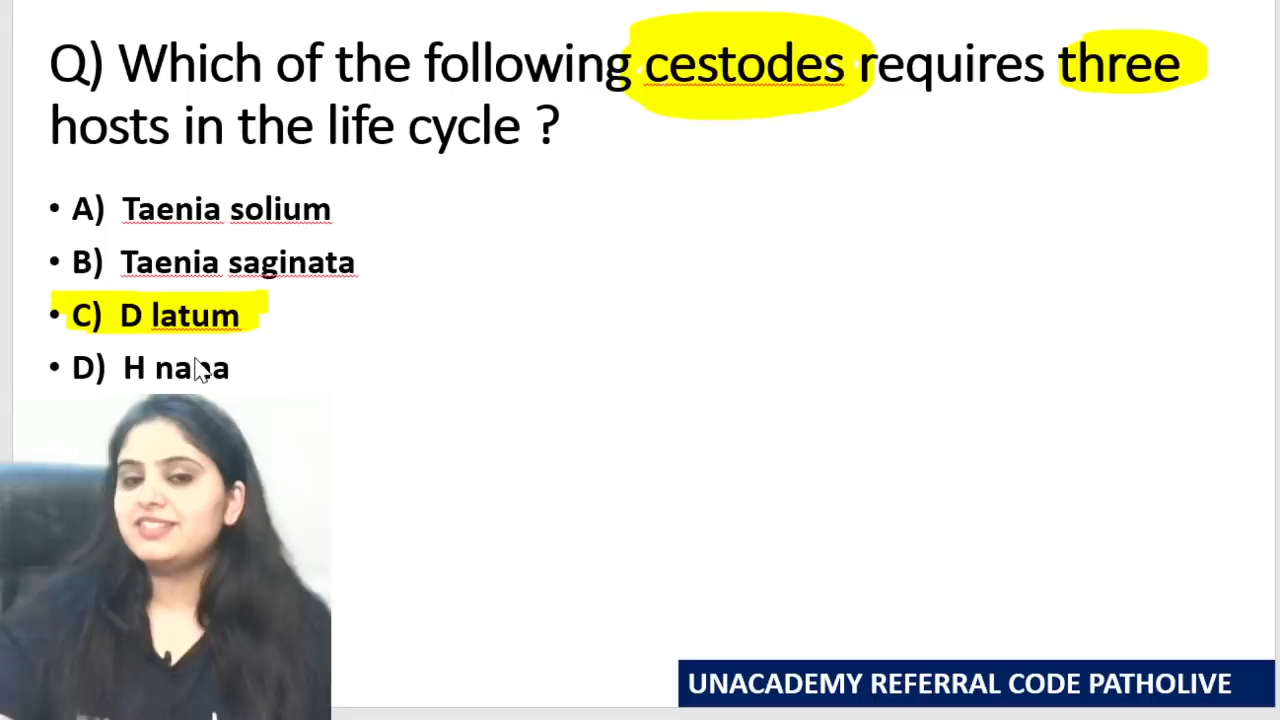 Q) Which of the following cestodes requires three
hosts in the life cycle ?
• A) Taenia solium
• B) Taenia saginata
• C) D latum
• D) H nana
UNACADEMY REFERRAL CODE PATHOLIVE